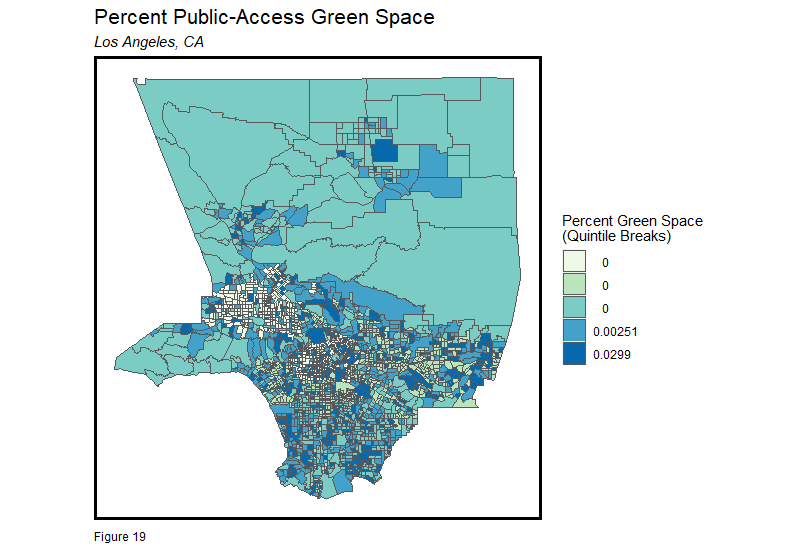 Percent Public-Access Green Space
Los Angeles, CA
Percent Green Space
(Quintile Breaks)
0
0
0
0.00251
0.0299
Figure 19